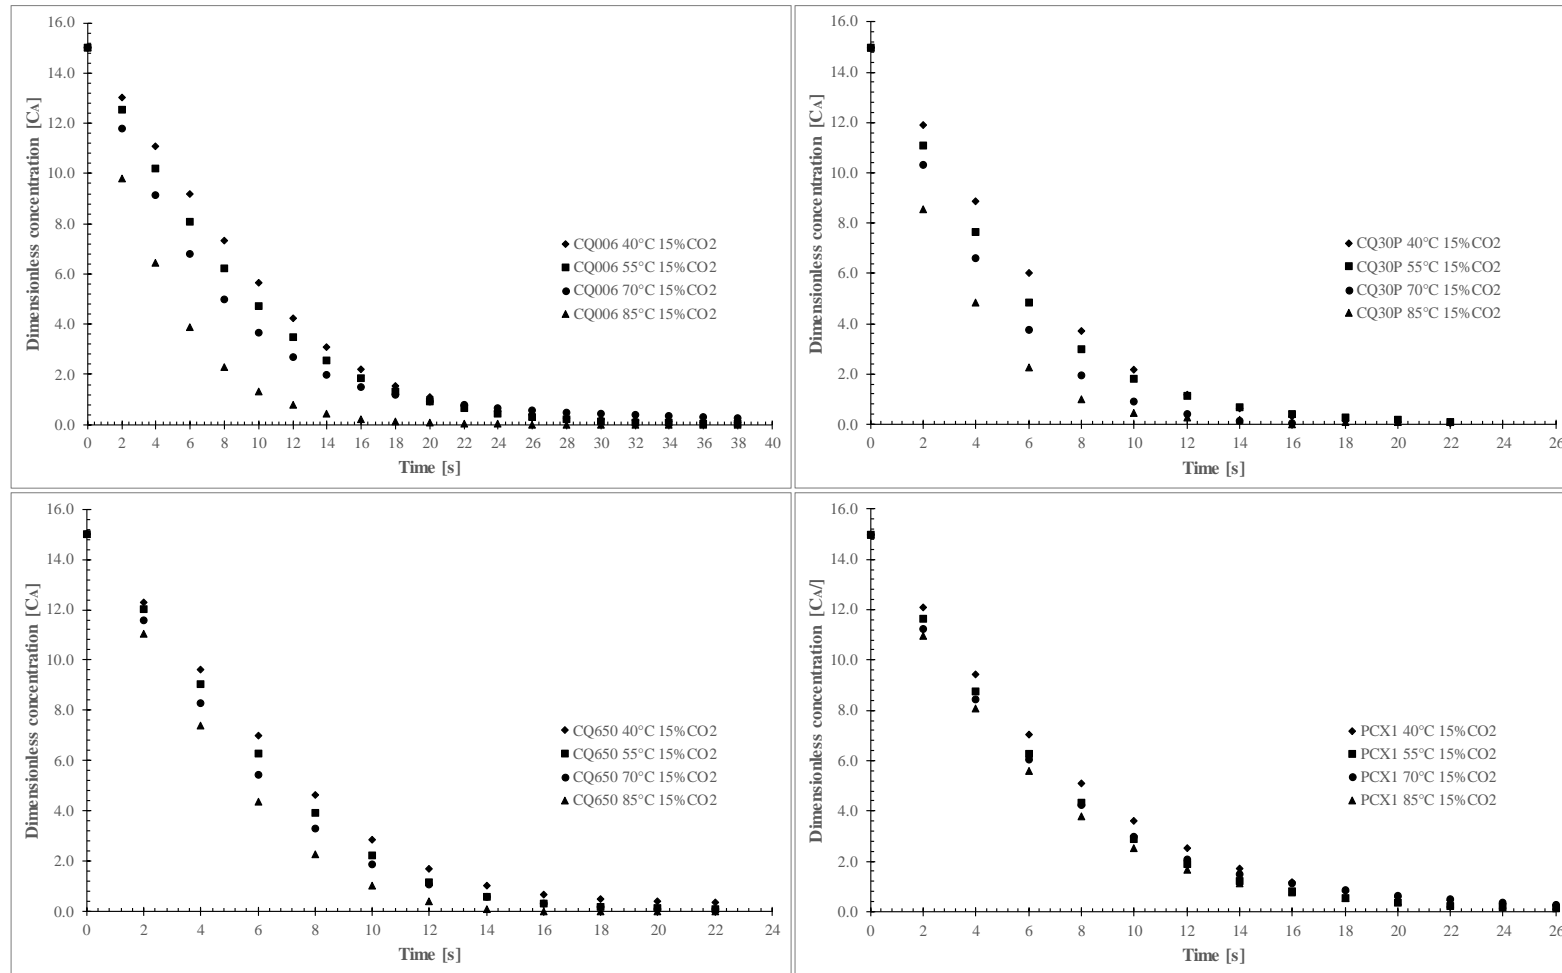 16.0
14.0
12.0
10.0
8.0
6.0
4.0
2.0
0.0
Dimensionless concentration [CA]
CQ006 40°C 15%CO2
CQ006 55°C 15%CO2
CQ006 70°C 15%CO2
CQ006 85°C 15%CO2
0 2 4 6 8 10 12 14 16 18 20 22 24 26 28 30 32 34 36 38 40
Time [s]
16.0
14.0
12.0
10.0
8.0
6.0
4.0
2.0
0.0
Dimensionless concentration [CA]
CQ30P 40°C 15%CO2
CQ30P 55°C 15%CO2
CQ30P 70°C 15%CO2
CQ30P 85°C 15%CO2
0 2 4 6 8 10 12 14 16 18 20 22 24 26
Time [s]
16.0
14.0
12.0
10.0
8.0
6.0
4.0
2.0
0.0
Dimensionless concentration [CA]
CQ650 40°C 15%CO2
CQ650 55°C 15%CO2
CQ650 70°C 15%CO2
CQ650 85°C 15%CO2
0 2 4 6 8 10 12 14 16 18 20 22 24
Time [s]
16.0
14.0
12.0
10.0
8.0
6.0
4.0
2.0
0.0
Dimensionless concentration [CA/]
PCX1 40°C 15%CO2
PCX1 55°C 15%CO2
PCX1 70°C 15%CO2
PCX1 85°C 15%CO2
0 2 4 6 8 10 12 14 16 18 20 22 24 26
Time [s]